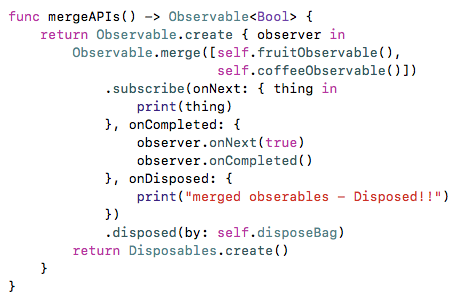 func mergeAPIs() -> Observable<Bool> {
    return Observable.create { observer in
        Observable.merge([self.fruitObservable(),
                          self.coffeeObservable()])
            .subscribe(onNext: { thing in
                print(thing)
            }, onCompleted: {
                observer.onNext(true)
                observer.onCompleted()
            }, onDisposed: {
                print("merged obserables - Disposed!!")
            })
            .disposed(by: self.disposeBag)
        return Disposables.create()
    }
}